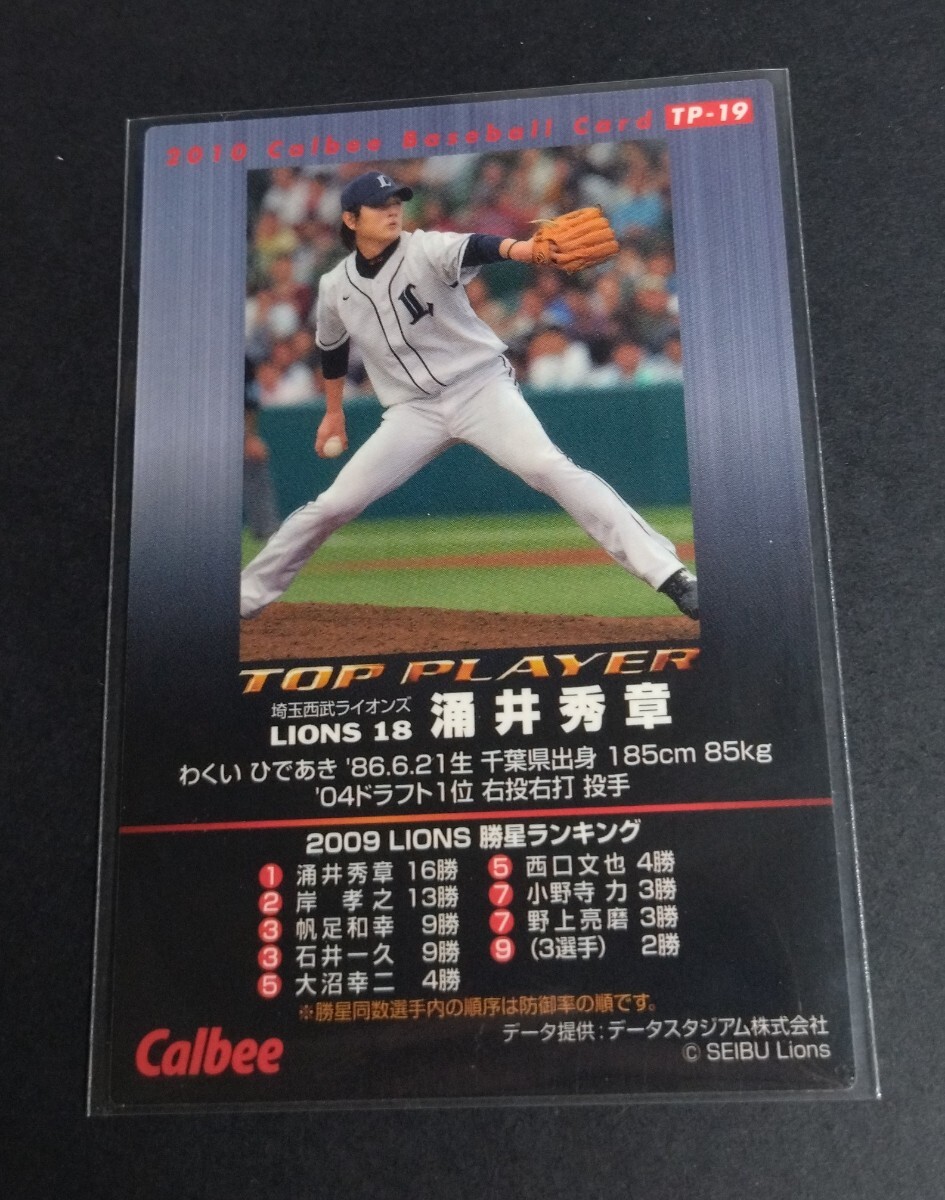 2010 Calbee Baseball Card TP-19
L
L
TOP PLAYER
埼玉西武ライオンズ
LIONS 18 涌井秀章
わくい ひであき '86.6.21生 千葉県出身 185cm 85kg
'04ドラフト1位 右投右打 投手
2009 LIONS 勝星ランキング
1 涌井秀章 16勝
2 岸 孝之 13勝
3 帆足和幸 9勝
3 石井一久 9勝
5 大沼幸二 4勝
5 西口文也 4勝
7 小野寺 力 3勝
7 野上亮磨 3勝
9 (3選手) 2勝
※勝星同数選手内の順序は防御率の順です。
データ提供:データスタジアム株式会社
© SEIBU Lions
Calbee